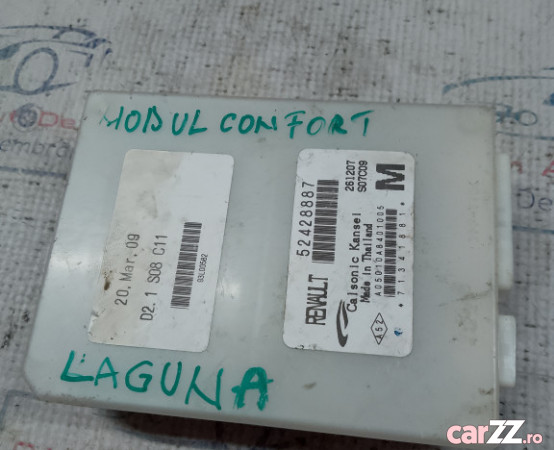 MODUL CONFORT
20.Mar.09
D2.1 S08 C11
93L00562
RENAULT
52428887
Calsonic Kansei
Made In Thailand
261207
S07C09
M
LAGUNA
carZZ.ro